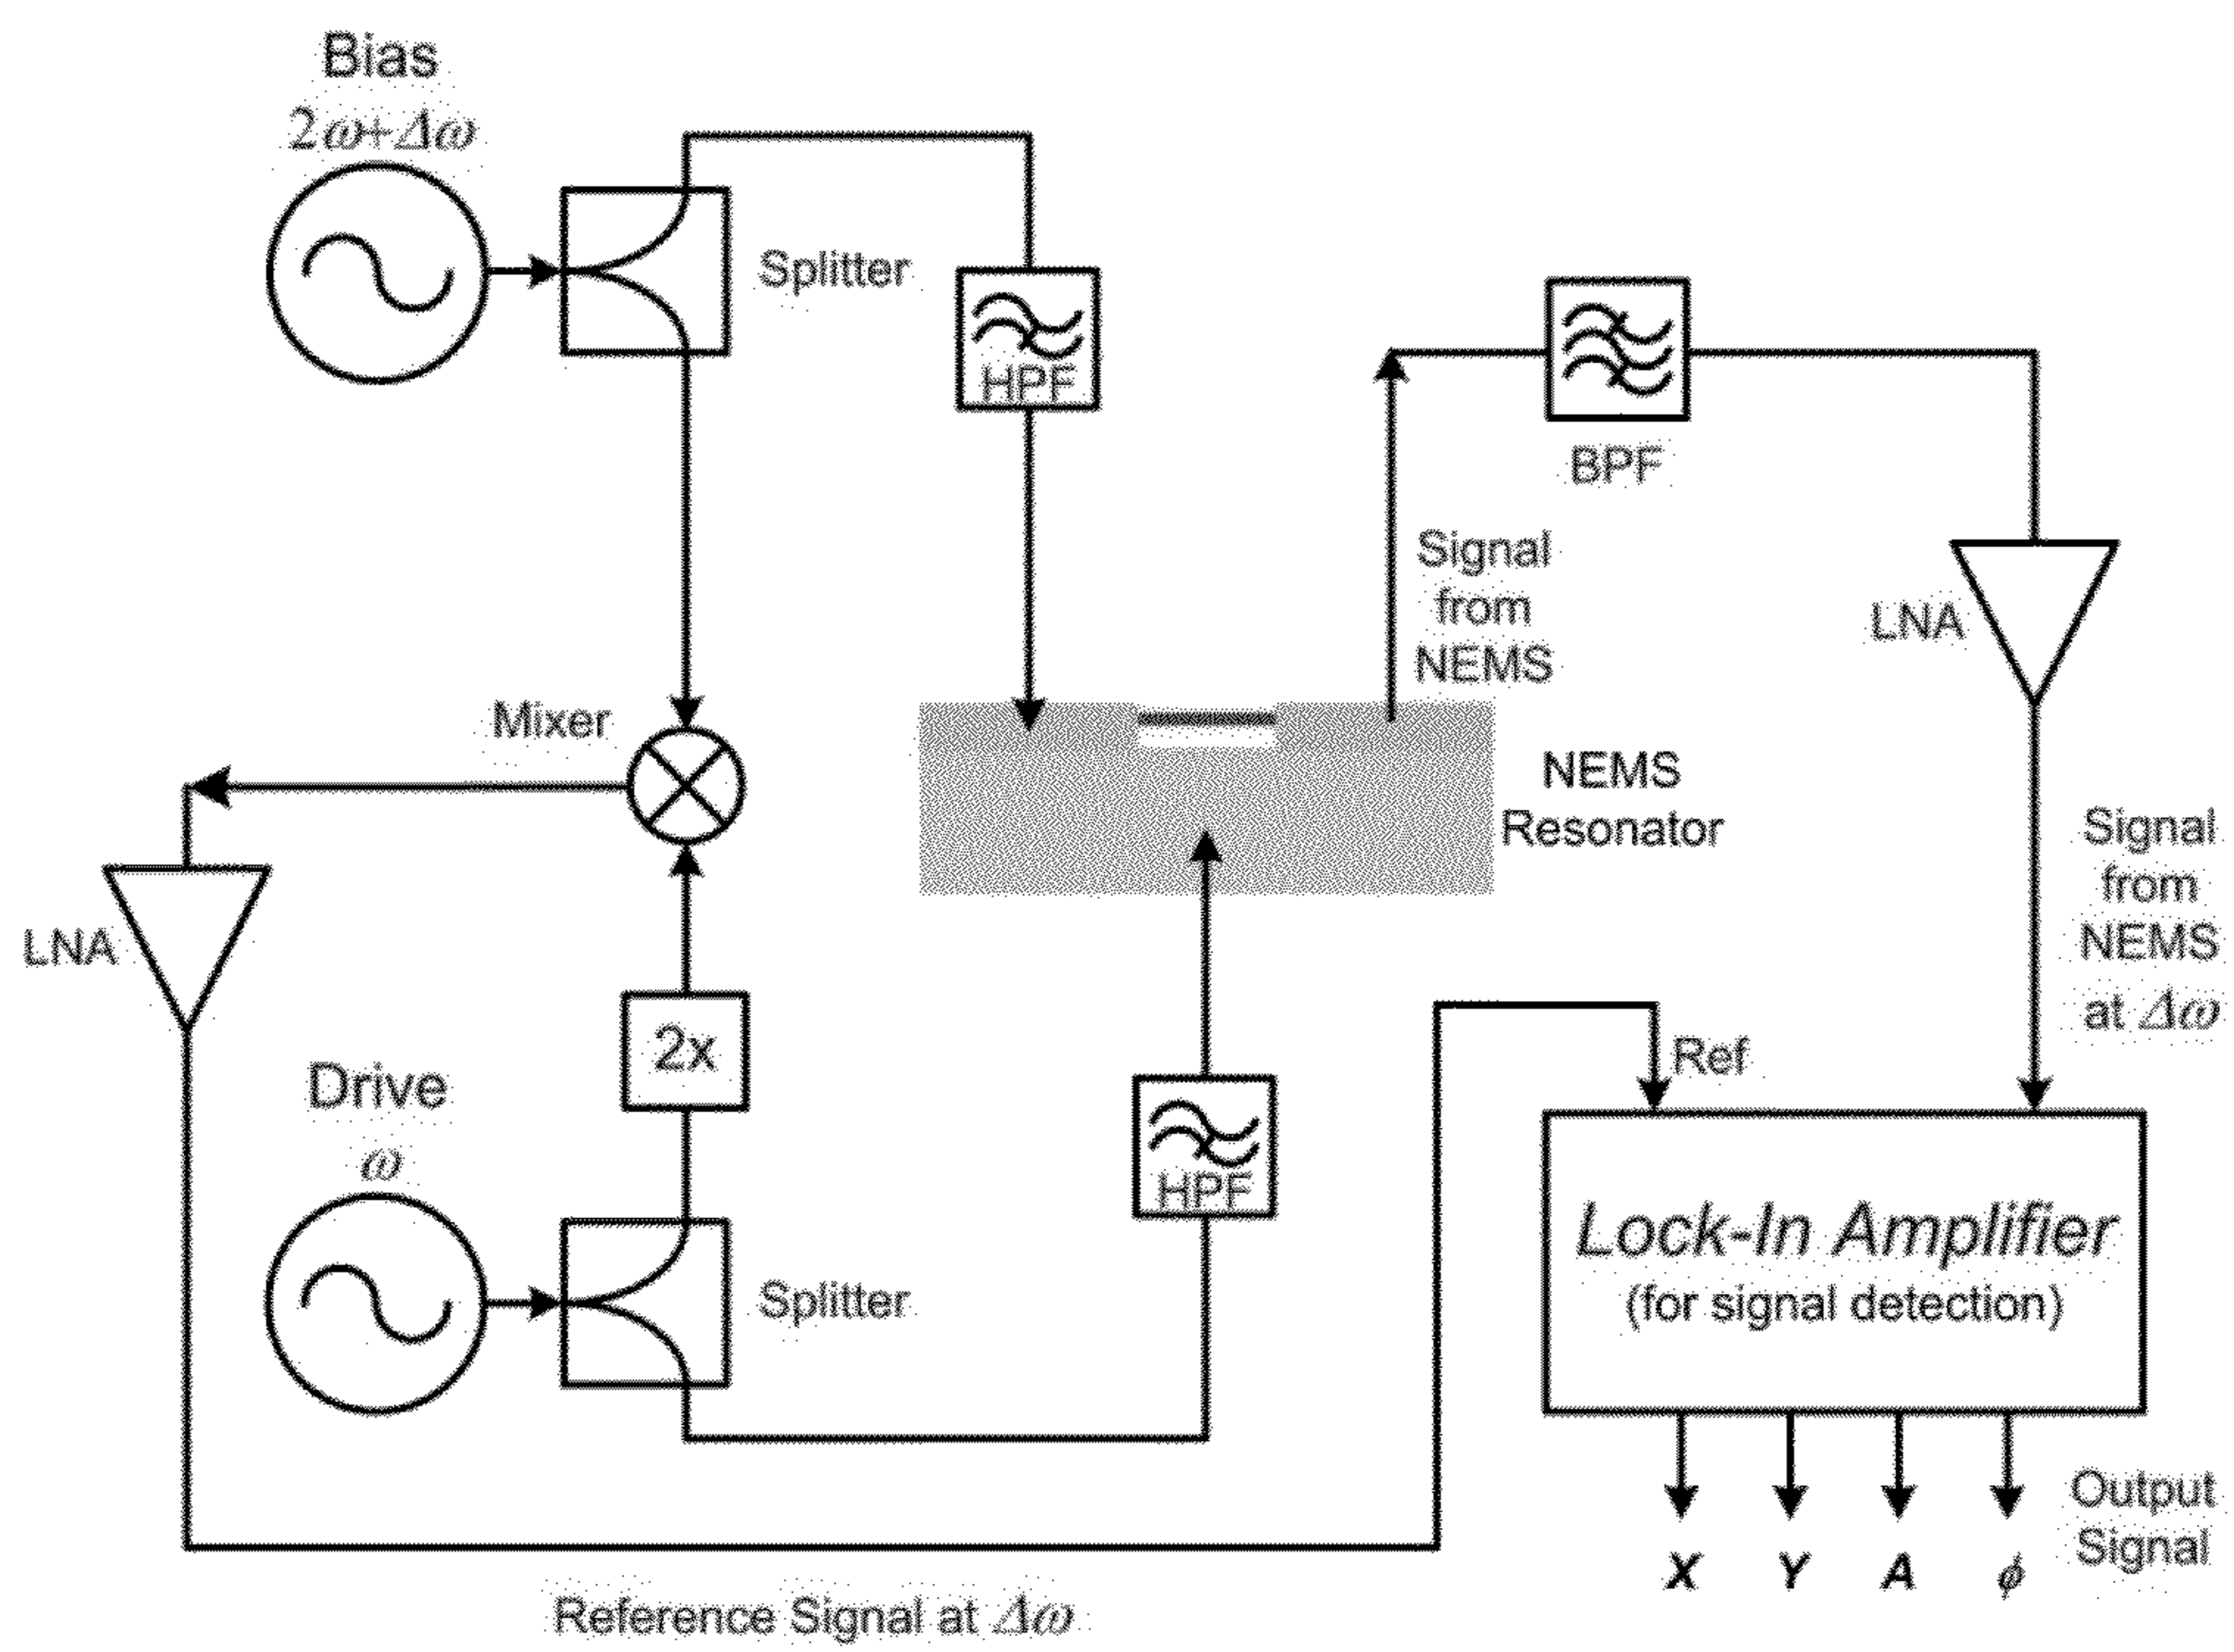 Bias
2ω+Δω
Splitter
HPF
BPF
Signal
from
NEMS
LNA
Mixer
NEMS
Resonator
Signal
from
NEMS
at Δω
LNA
2x
Ref
Drive
ω
HPF
Splitter
Lock-In Amplifier
(for signal detection)
Output
Signal
X Y A ϕ
Reference Signal at Δω